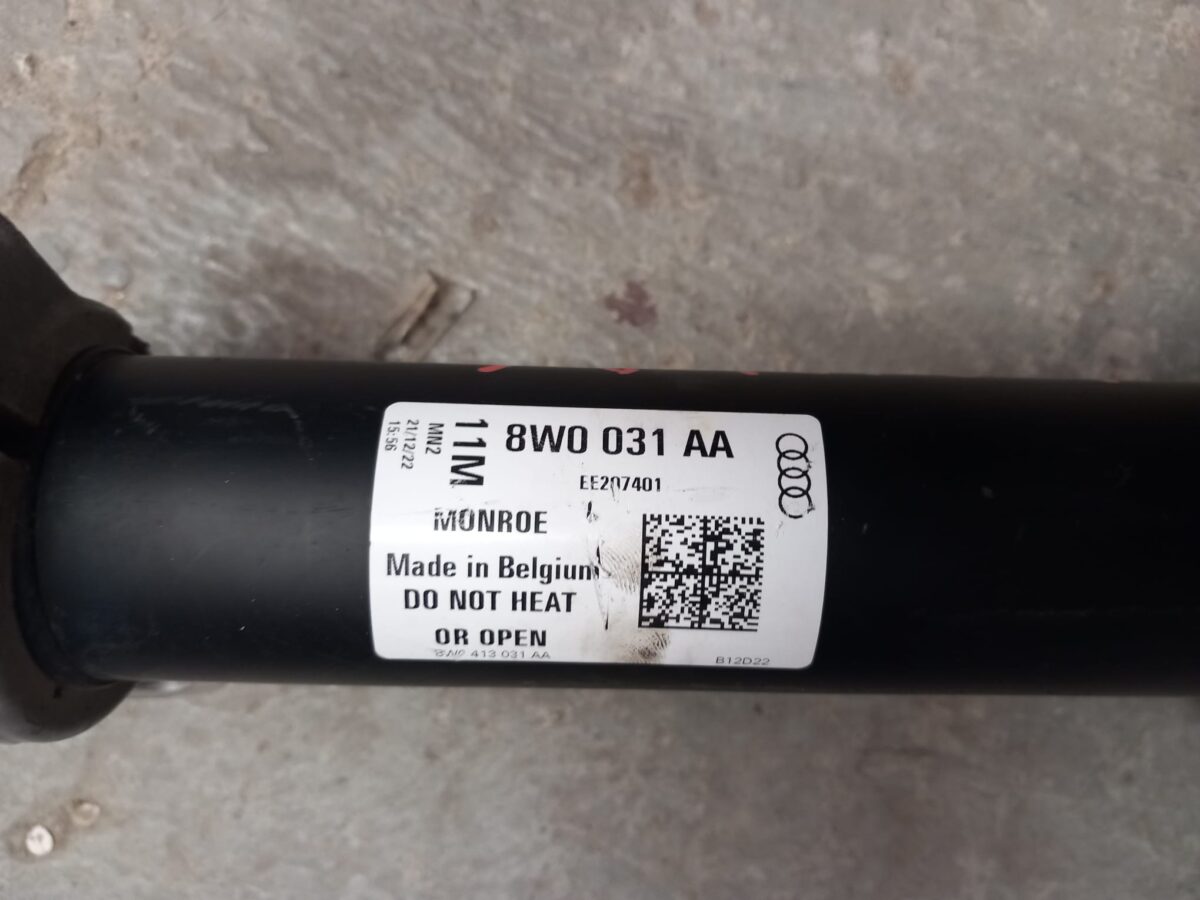 8W0 031 AA
EE207401
11M
MN2
21/12/22
15:56
MONROE
Made in Belgium
DO NOT HEAT
OR OPEN
8W0 413 031 AA
B12D22